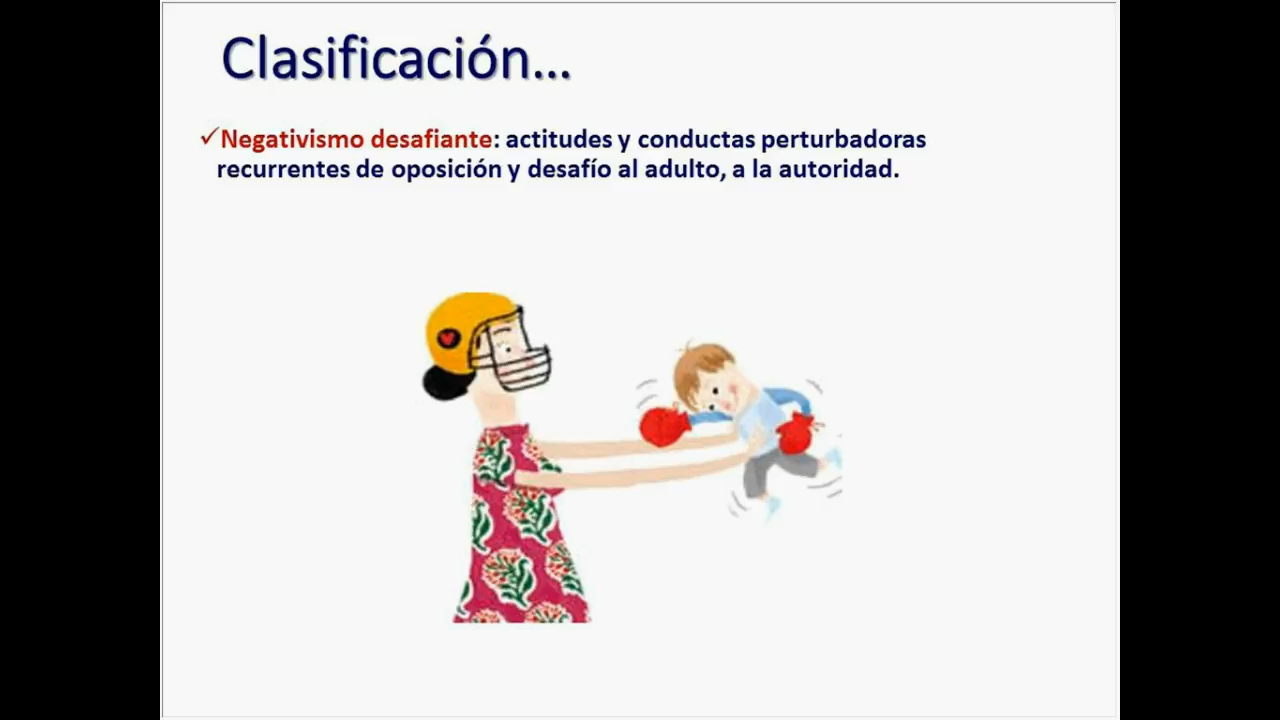 Clasificación...
✓Negativismo desafiante: actitudes y conductas perturbadoras
recurrentes de oposición y desafío al adulto, a la autoridad.